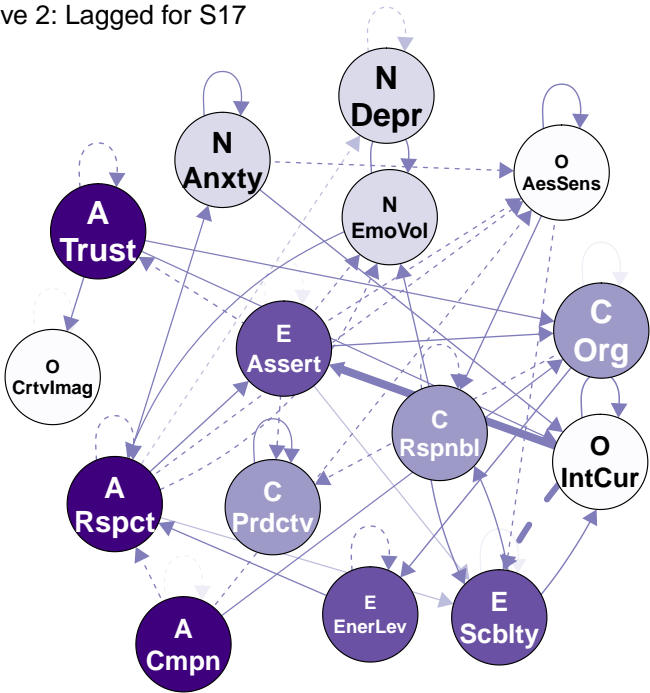 ve 2: Lagged for S17
N
Depr
N
Anxty
O
AesSens
A
Trust
N
EmoVol
C
Org
E
Assert
O
CrtvImag
C
Rspnbl
O
IntCur
A
Rspct
C
Prdctv
E
EnerLev
E
Scblty
A
Cmpn